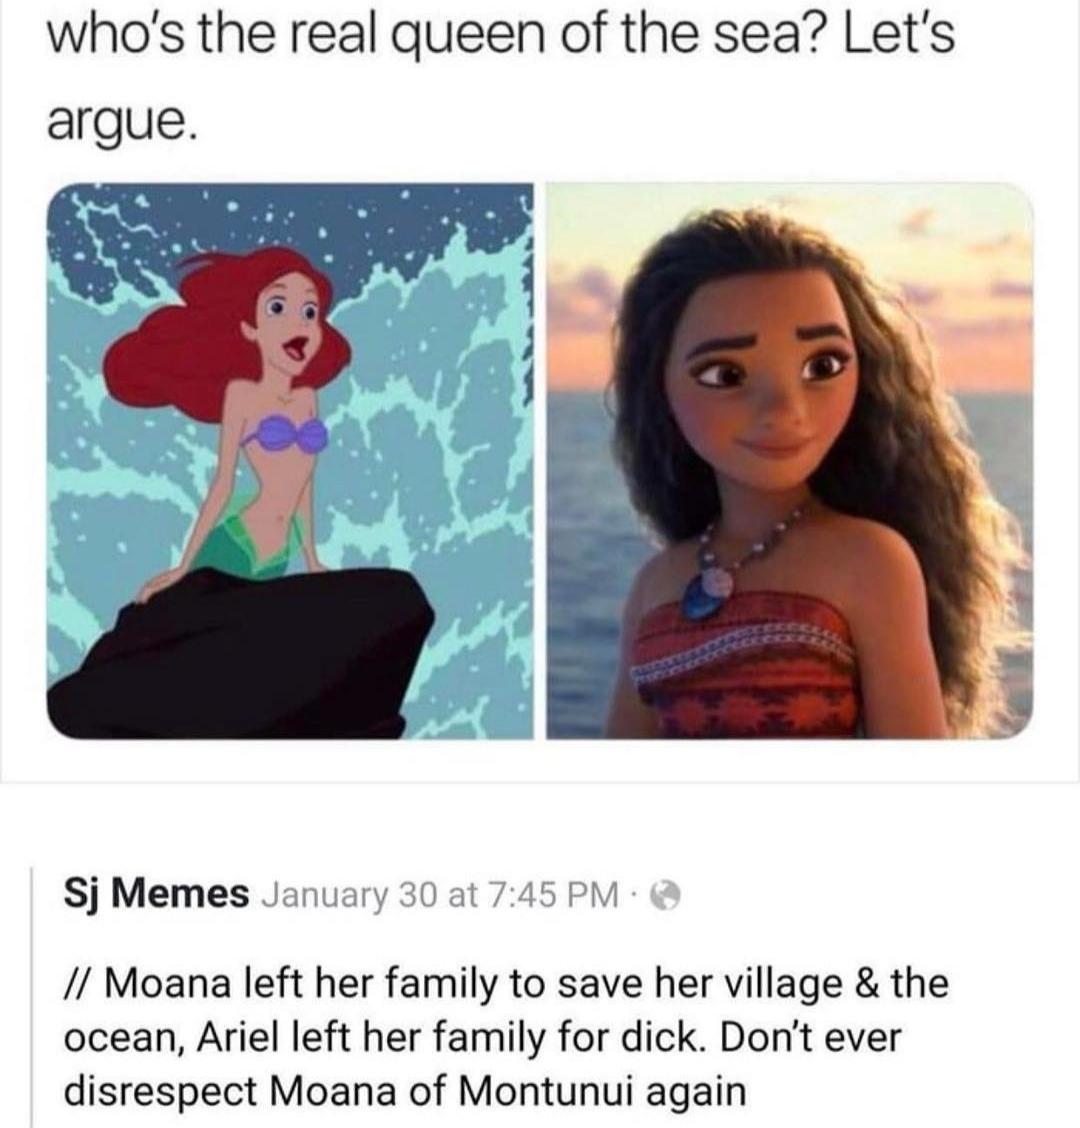 who's the real queen of the sea? Let's
argue.
Sj Memes January 30 at 7:45 PM ·
// Moana left her family to save her village & the
ocean, Ariel left her family for dick. Don't ever
disrespect Moana of Montunui again